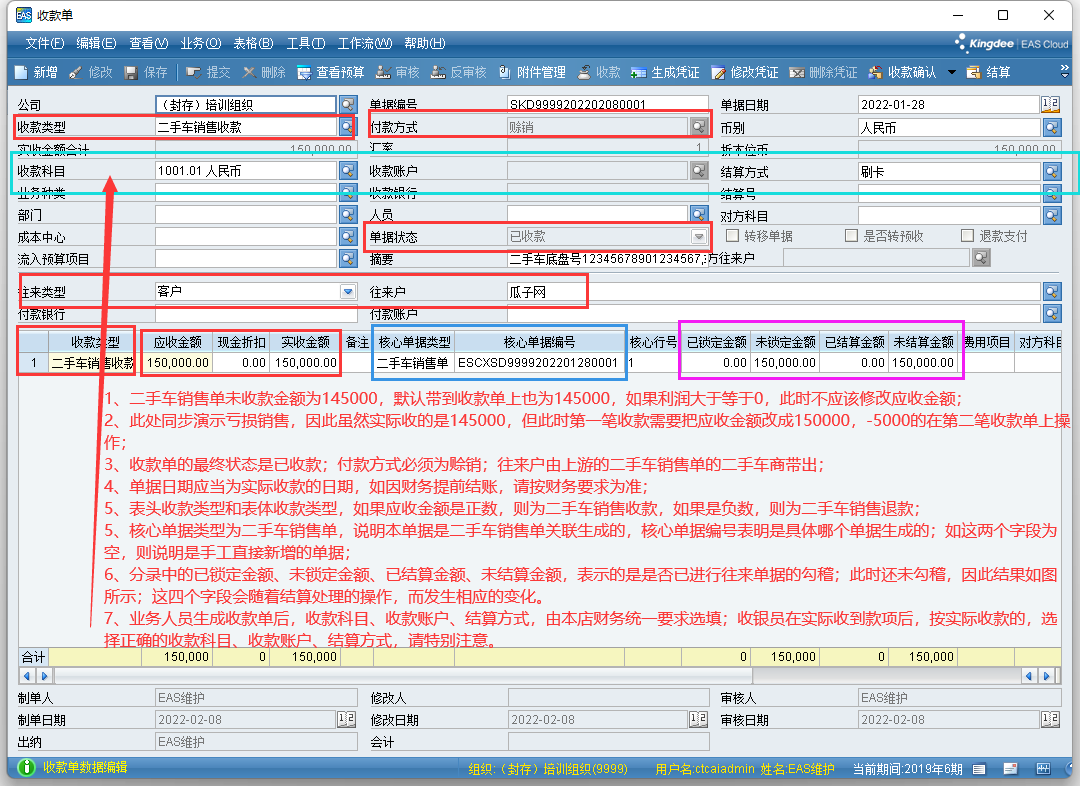 EAS 收款单
文件(F) 编辑(E) 查看(V) 业务(O) 表格(B) 工具(T) 工作流(W) 帮助(H) Kingdee | EAS Cloud
新增 修改 保存 提交 删除 查看预算 审核 反审核 附件管理 收款 生成凭证 修改凭证 删除凭证 收款确认 结算
公司 (封存)培训组织 单据编号 SKD9999202202080001 单据日期 2022-01-28
收款类型 二手车销售收款 付款方式 赊销 币别 人民币
实收金额合计 150,000.00 汇率 1 折本位币 150,000.00
收款科目 1001.01 人民币 收款账户 结算方式 刷卡
业务种类 收款银行 结算号
部门 人员 对方科目
成本中心 单据状态 已收款 转移单据 是否转预收 退款支付
流入预算项目 摘要 二手车底盘号12345678901234567, 方往来户
往来类型 客户 往来户 瓜子网
付款银行 付款账户
收款类型 应收金额 现金折扣 实收金额 备注 核心单据类型 核心单据编号 核心行号 已锁定金额 未锁定金额 已结算金额 未结算金额 费用项目 对方科目
1 二手车销售收款 150,000.00 0.00 150,000.00 二手车销售单 ESCXSD9999202201280001 1 0.00 150,000.00 0.00 150,000.00
1、二手车销售单未收款金额为145000，默认带到收款单上也为145000，如果利润大于等于0，此时不应该修改应收金额；
2、此处同步演示亏损销售，因此虽然实际收的是145000，但此时第一笔收款需要把应收金额改成150000，-5000的在第二笔收款单上操
作；
3、收款单的最终状态是已收款；付款方式必须为赊销；往来户由上游的二手车销售单的二手车商带出；
4、单据日期应当为实际收款的日期，如因财务提前结账，请按财务要求为准；
5、表头收款类型和表体收款类型，如果应收金额是正数，则为二手车销售收款，如果是负数，则为二手车销售退款；
5、核心单据类型为二手车销售单，说明本单据是二手车销售单关联生成的，核心单据编号表明是具体哪个单据生成的；如这两个字段为
空，则说明是手工直接新增的单据；
6、分录中的已锁定金额、未锁定金额、已结算金额、未结算金额，表示的是是否已进行往来单据的勾稽；此时还未勾稽，因此结果如图
所示；这四个字段会随着结算处理的操作，而发生相应的变化。
7、业务人员生成收款单后，收款科目、收款账户、结算方式，由本店财务统一要求选填；收银员在实际收到款项后，按实际收款的，选
择正确的收款科目、收款账户、结算方式，请特别注意。
合计 150,000 0 150,000 0 150,000 0 150,000
制单人 EAS维护 修改人 审核人 EAS维护
制单日期 2022-02-08 修改日期 2022-02-08 审核日期 2022-02-08
出纳 EAS维护 会计
收款单数据编辑 组织:(封存)培训组织(9999) 用户名:ctcaiadmin 姓名:EAS维护 当前期间:2019年6期